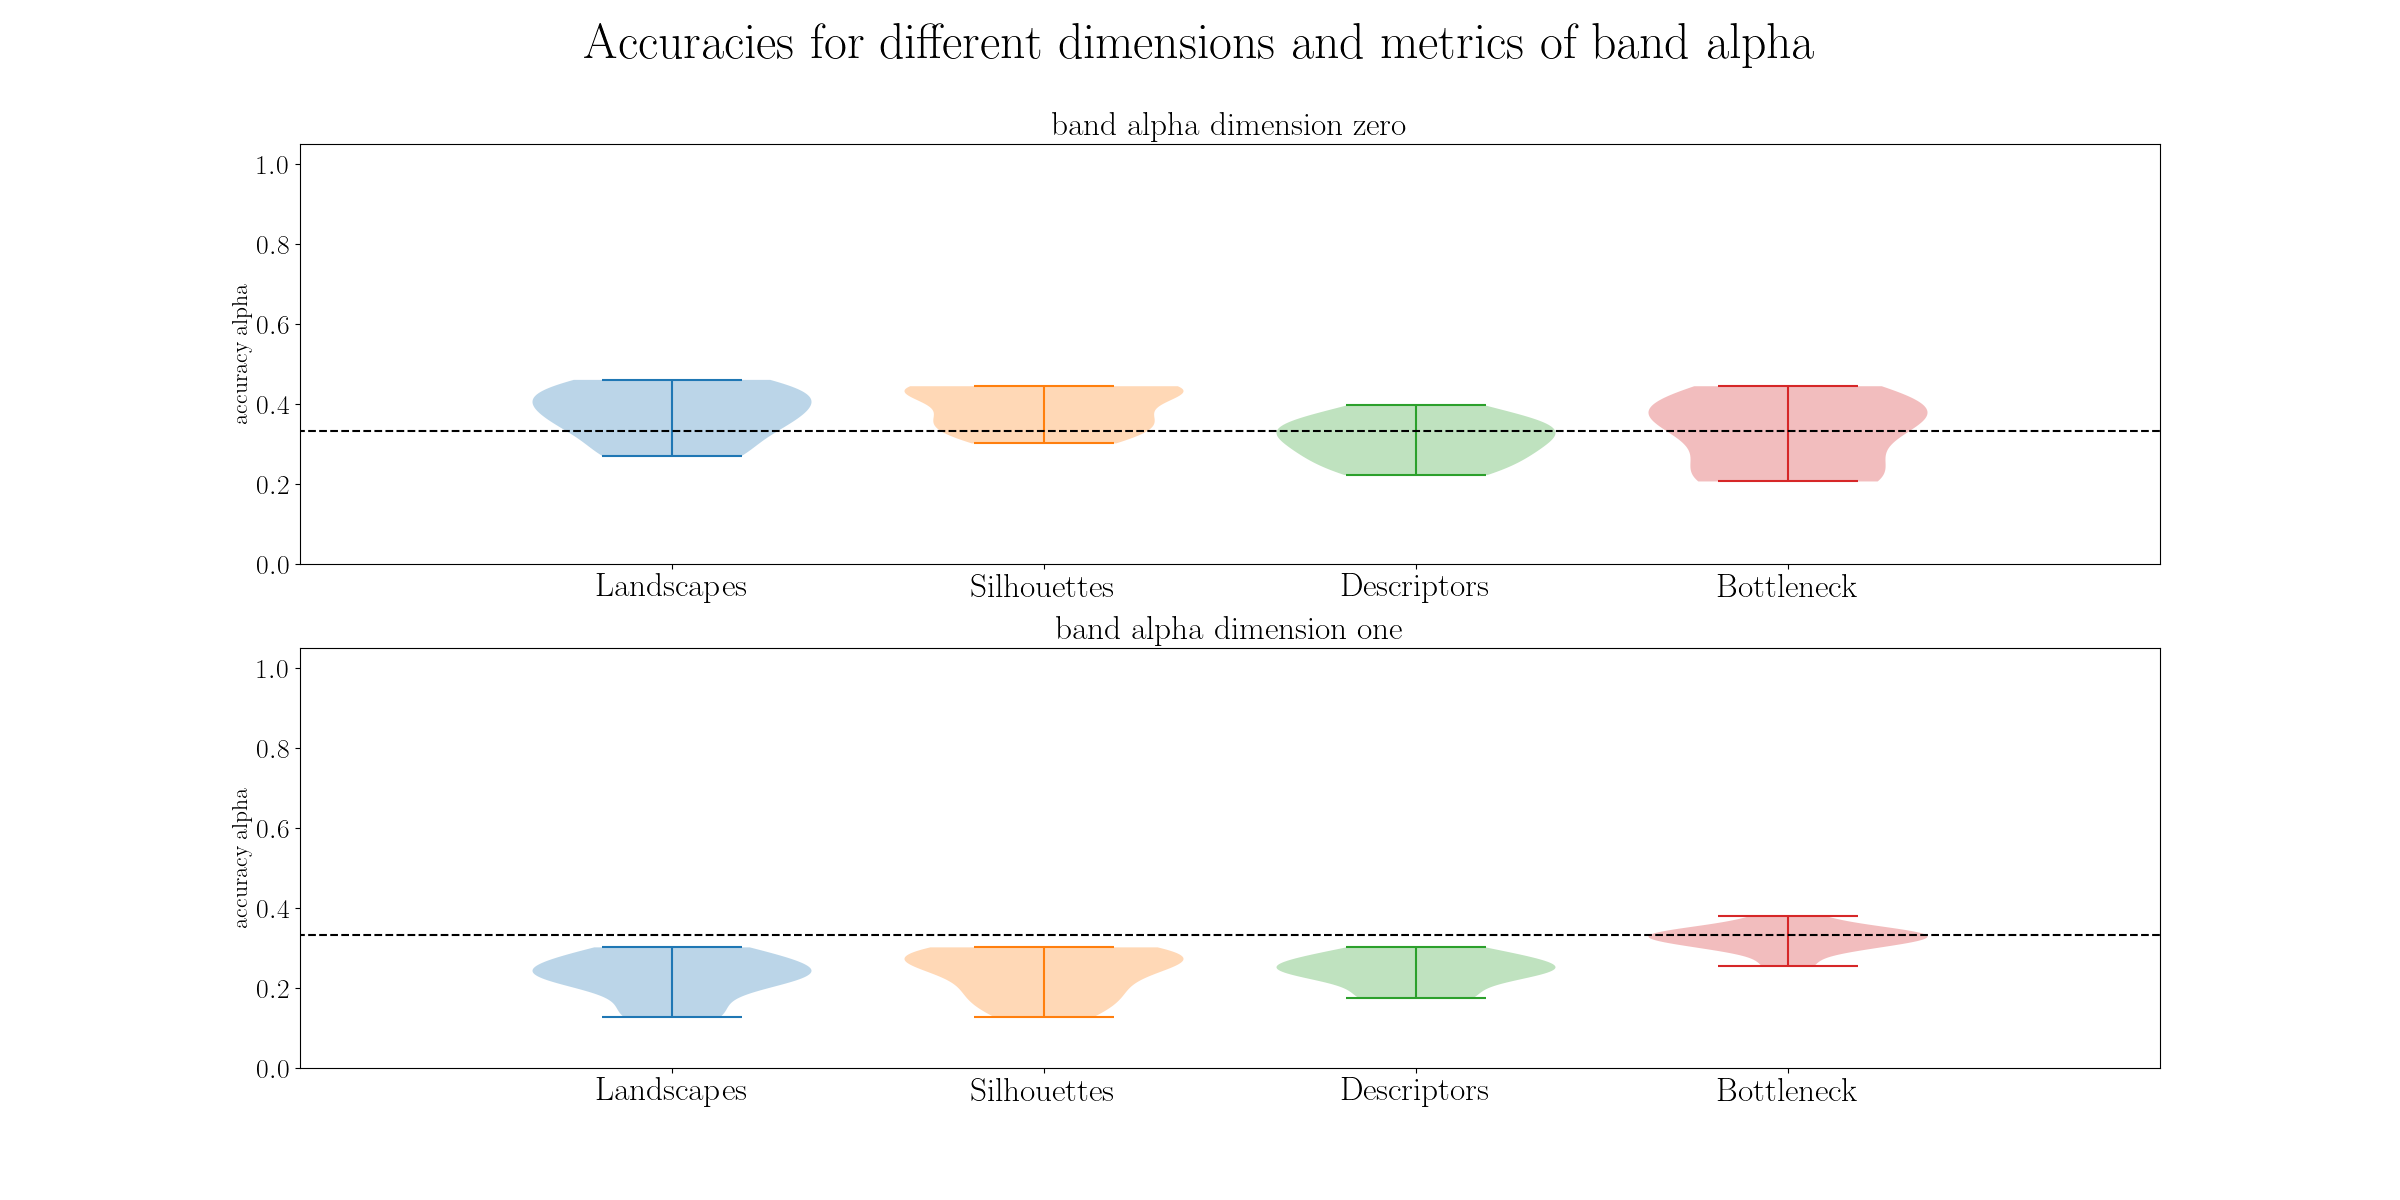 Accuracies for different dimensions and metrics of band alpha
band alpha dimension zero
accuracy alpha
1.0
0.8
0.6
0.4
0.2
0.0
Landscapes Silhouettes Descriptors Bottleneck
band alpha dimension one
accuracy alpha
1.0
0.8
0.6
0.4
0.2
0.0
Landscapes Silhouettes Descriptors Bottleneck